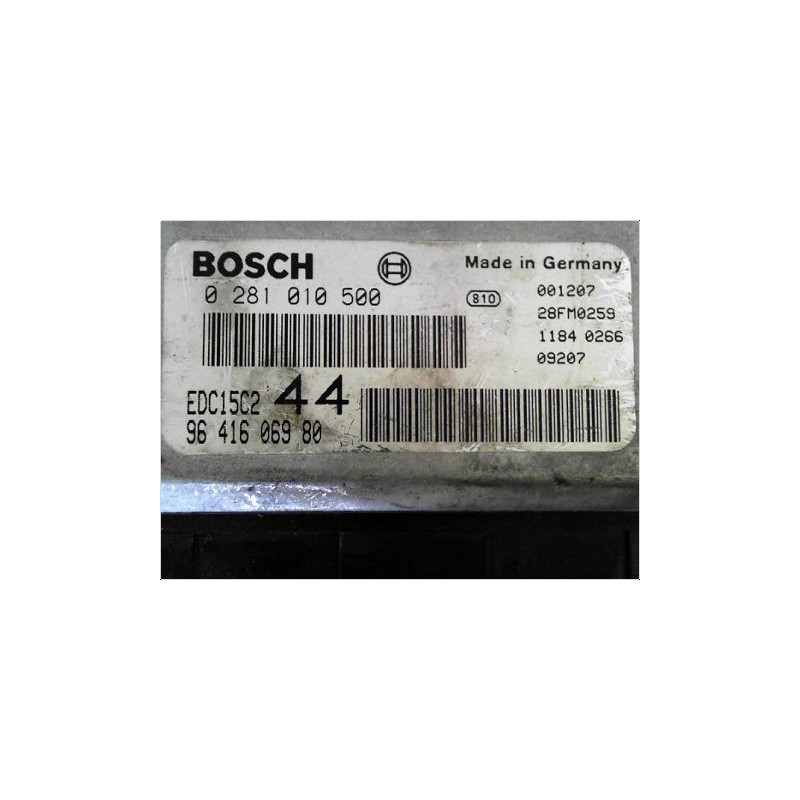 BOSCH
Made in Germany
0 281 010 500
810
001207
28FM0259
1184 0266
09207
EDC15C2 44
96 416 069 80